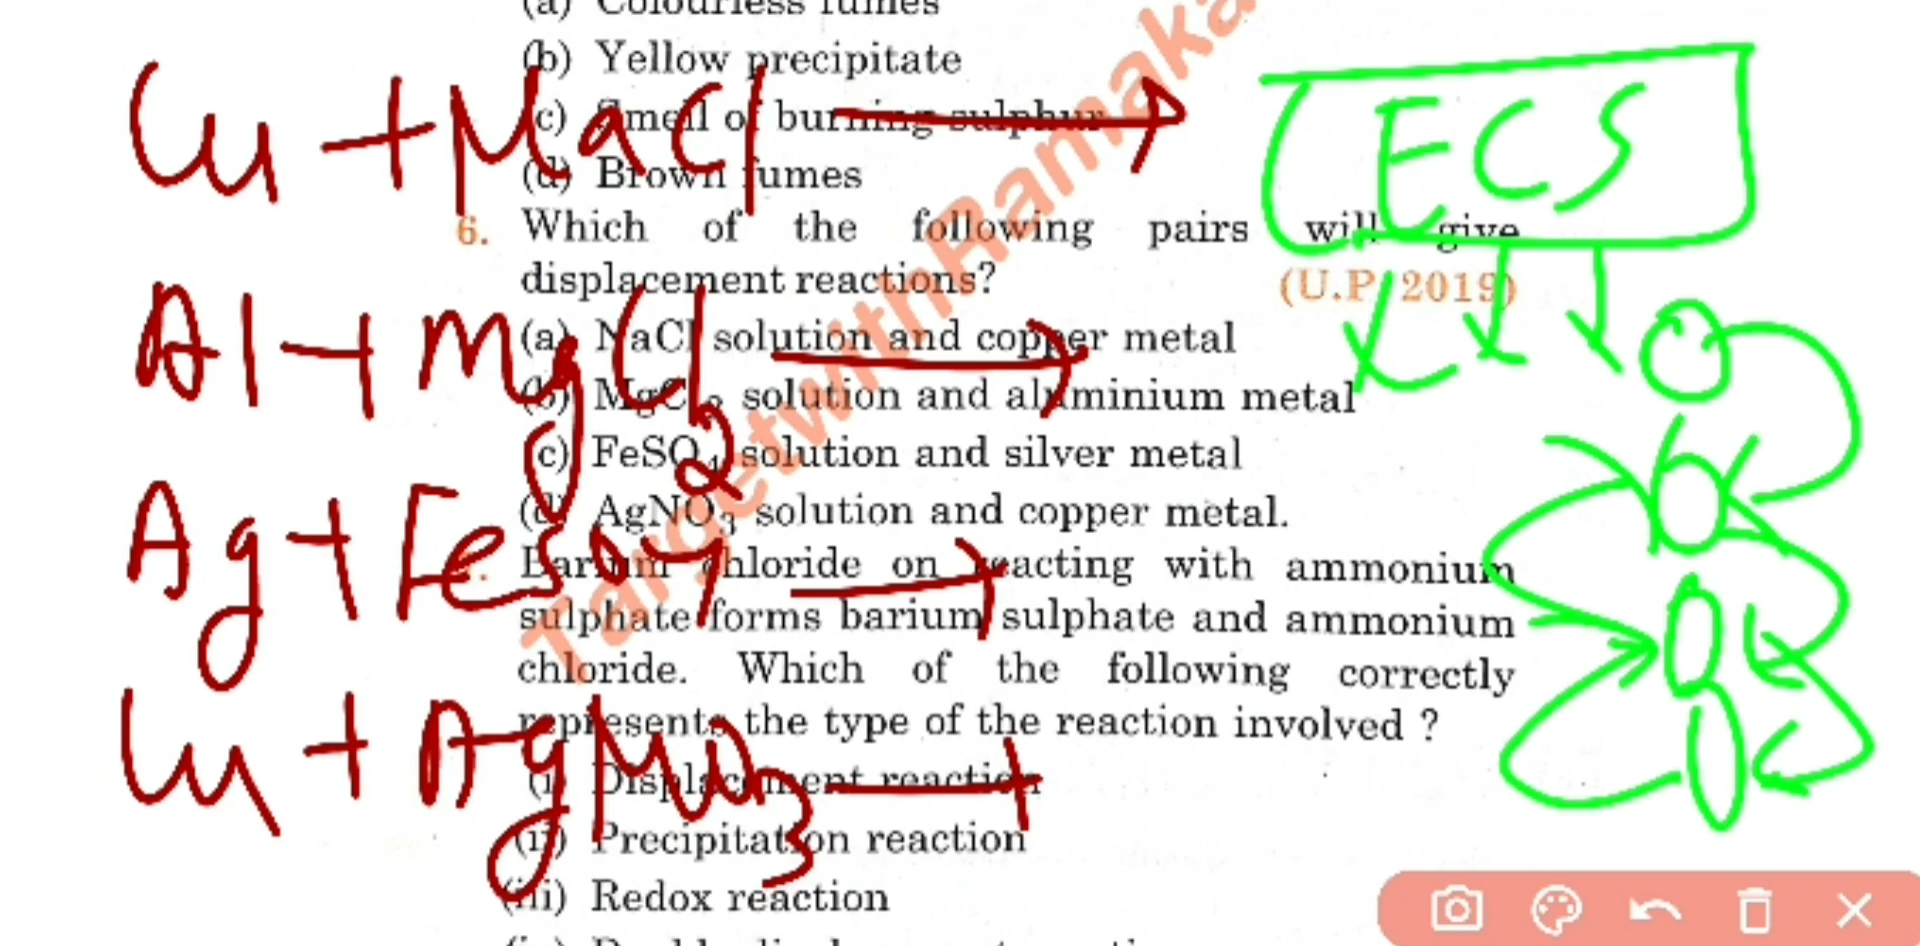 (a) Colourless fumes
(b) Yellow precipitate
(c) Smell of burning sulphur
(d) Brown fumes
6. Which of the following pairs will give
displacement reactions? (U.P. 2019)
(a) NaCl solution and copper metal
(b) MgCl2 solution and aluminium metal
(c) FeSO4 solution and silver metal
(d) AgNO3 solution and copper metal.
Barium chloride on reacting with ammonium
sulphate forms barium sulphate and ammonium
chloride. Which of the following correctly
represents the type of the reaction involved ?
(i) Displacement reaction
(ii) Precipitation reaction
(iii) Redox reaction
Cu + NaCl →
Al + MgCl2 →
Ag + FeSO4 →
Cu + AgNO3
ECS
TargetwithRamaka